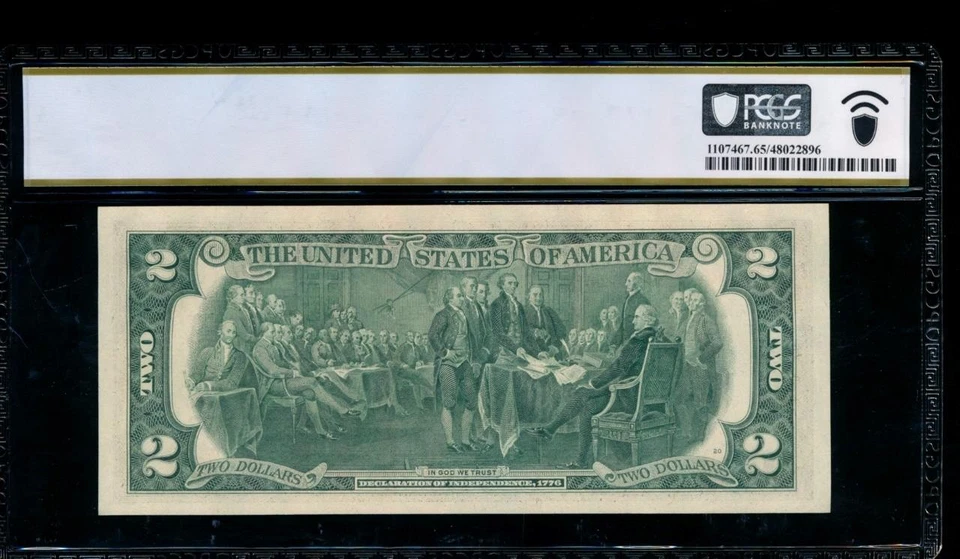 PCGS
BANKNOTE
1107467.65/48022896
2 THE UNITED STATES OF AMERICA 2
TWO TWO
2 TWO DOLLARS IN GOD WE TRUST TWO DOLLARS 2
DECLARATION OF INDEPENDENCE, 1776